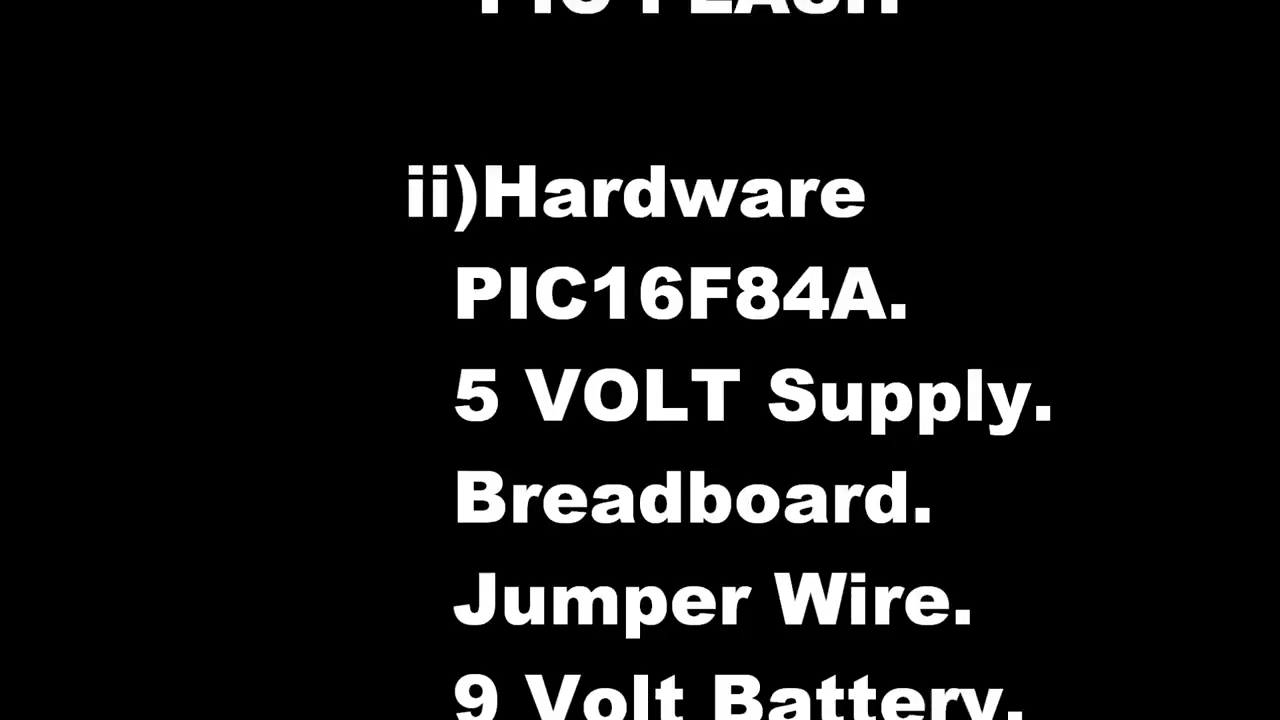 PIC FLASH
ii)Hardware
PIC16F84A.
5 VOLT Supply.
Breadboard.
Jumper Wire.
9 Volt Battery.